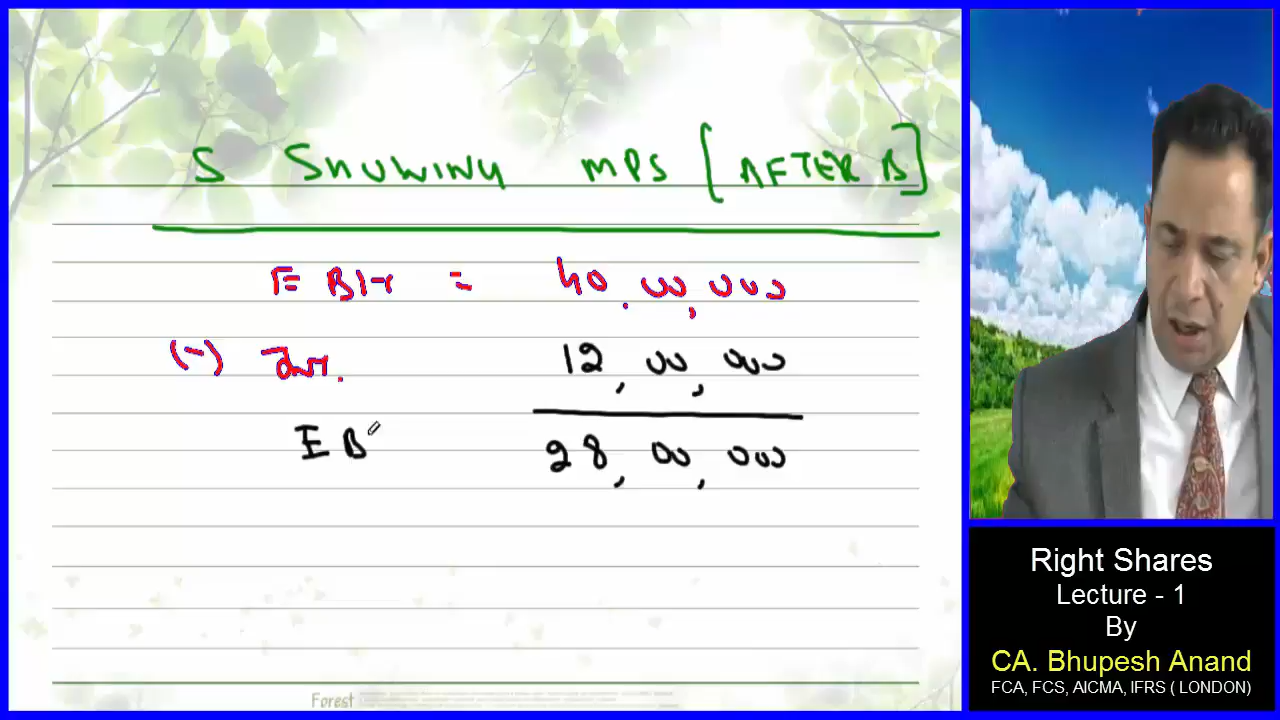 S SHOWING MPS [AFTER B]
EBIT = 40,00,000
(-) Int. 12,00,000
EB 28,00,000
Forest
Right Shares
Lecture - 1
By
CA. Bhupesh Anand
FCA, FCS, AICMA, IFRS ( LONDON)